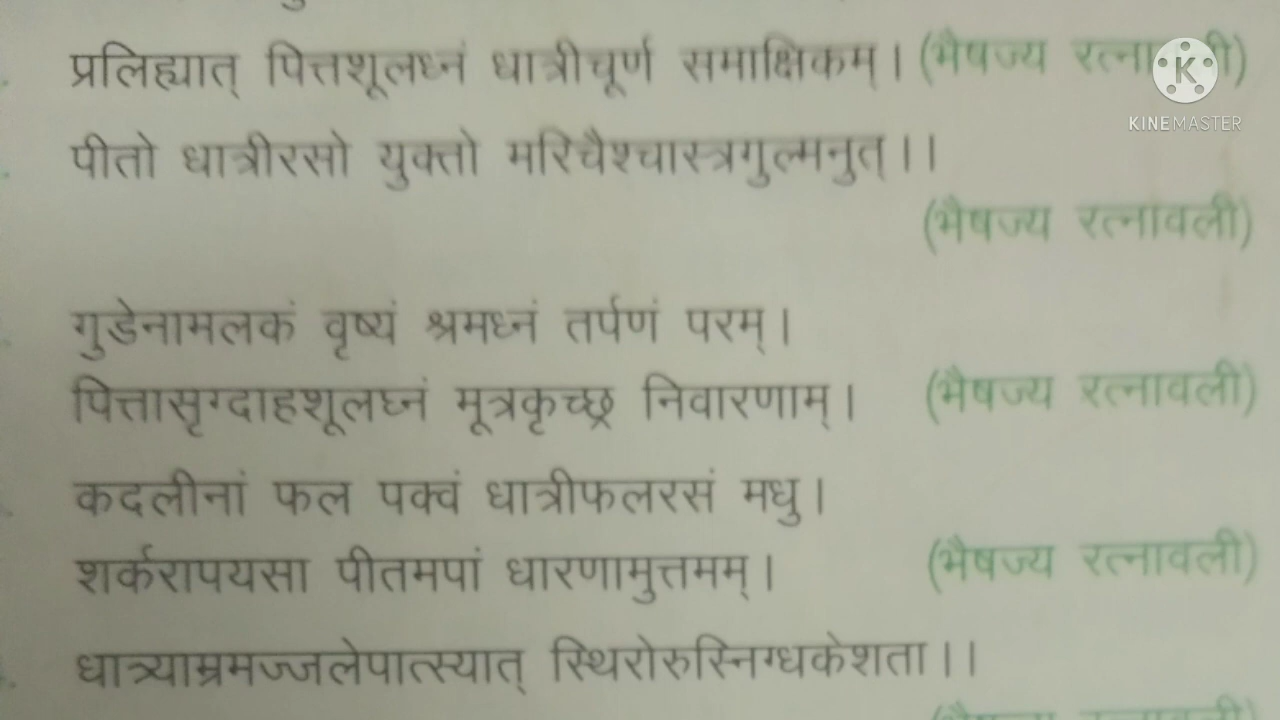 प्रलिह्यात् पित्तशूलघ्नं धात्रीचूर्ण समाक्षिकम्। (भैषज्य रत्नावली)
KINEMASTER
पीतो धात्रीरसो युक्तो मरिचैश्चास्त्रगुल्मनुत्।।
(भैषज्य रत्नावली)
गुडेनामलकं वृष्यं श्रमघ्नं तर्पणं परम्।
पित्तासृग्दाहशूलघ्नं मूत्रकृच्छ्र निवारणाम्। (भैषज्य रत्नावली)
कदलीनां फल पक्वं धात्रीफलरसं मधु।
शर्करापयसा पीतमपां धारणामुत्तमम्। (भैषज्य रत्नावली)
धात्र्याम्रमज्जलेपात्स्यात् स्थिरोरुस्निग्धकेशता।।